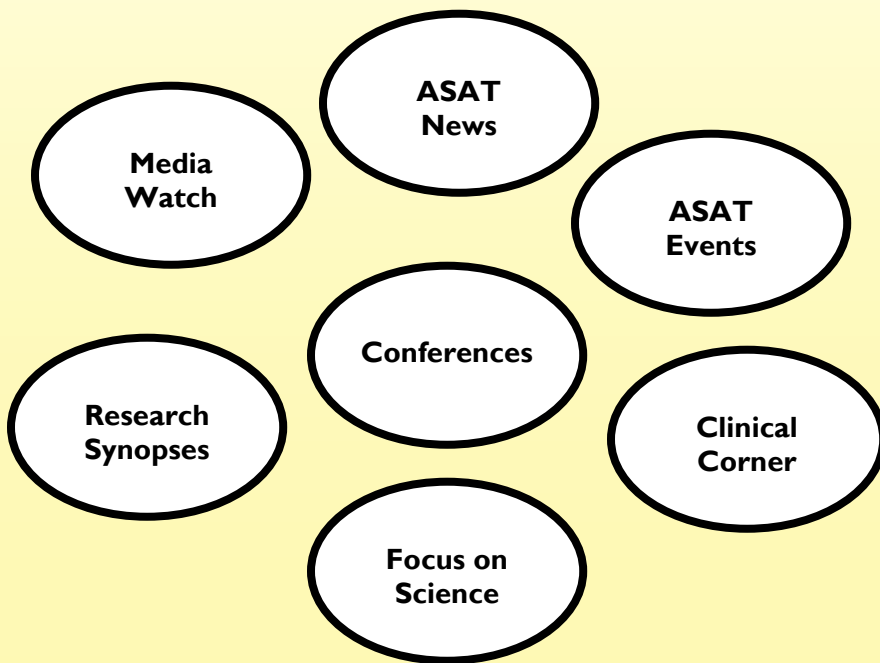 ASAT
News
Media
Watch
ASAT
Events
Conferences
Research
Synopses
Clinical
Corner
Focus on
Science